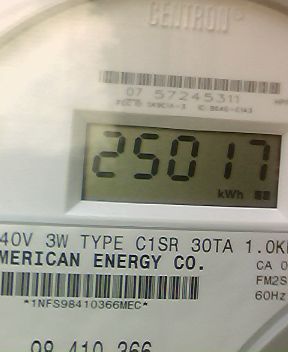 CENTRON®
07 57245311
25017
kWh
40V 3W TYPE C1SR 30TA 1.0K
MERICAN ENERGY CO.
CA 0
FM2S
60Hz
*1NFS98410366MEC*
98 410 366